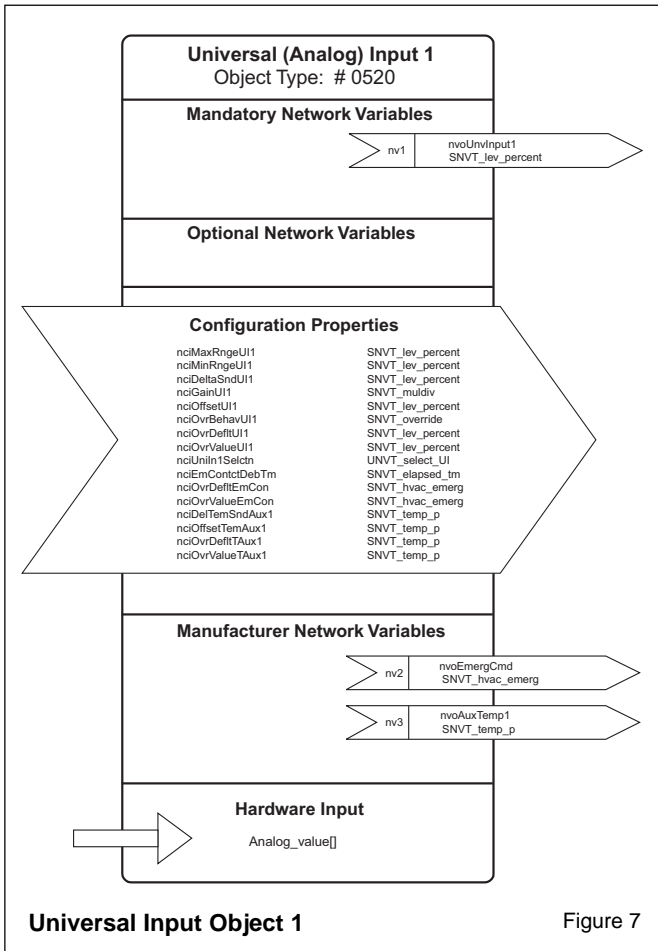 Universal (Analog) Input 1
Object Type: # 0520
Mandatory Network Variables
nv1 nvoUnvInput1
SNVT_lev_percent
Optional Network Variables
Configuration Properties
nciMaxRngeUI1 SNVT_lev_percent
nciMinRngeUI1 SNVT_lev_percent
nciDeltaSndUI1 SNVT_lev_percent
nciGainUI1 SNVT_muldiv
nciOffsetUI1 SNVT_lev_percent
nciOvrBehavUI1 SNVT_override
nciOvrDefltUI1 SNVT_lev_percent
nciOvrValueUI1 SNVT_lev_percent
nciUniIn1Selctn UNVT_select_UI
nciEmContctDebTm SNVT_elapsed_tm
nciOvrDefltEmCon SNVT_hvac_emerg
nciOvrValueEmCon SNVT_hvac_emerg
nciDelTemSndAux1 SNVT_temp_p
nciOffsetTemAux1 SNVT_temp_p
nciOvrDefltTAux1 SNVT_temp_p
nciOvrValueTAux1 SNVT_temp_p
Manufacturer Network Variables
nv2 nvoEmergCmd
SNVT_hvac_emerg
nv3 nvoAuxTemp1
SNVT_temp_p
Hardware Input
Analog_value[]
Universal Input Object 1 Figure 7